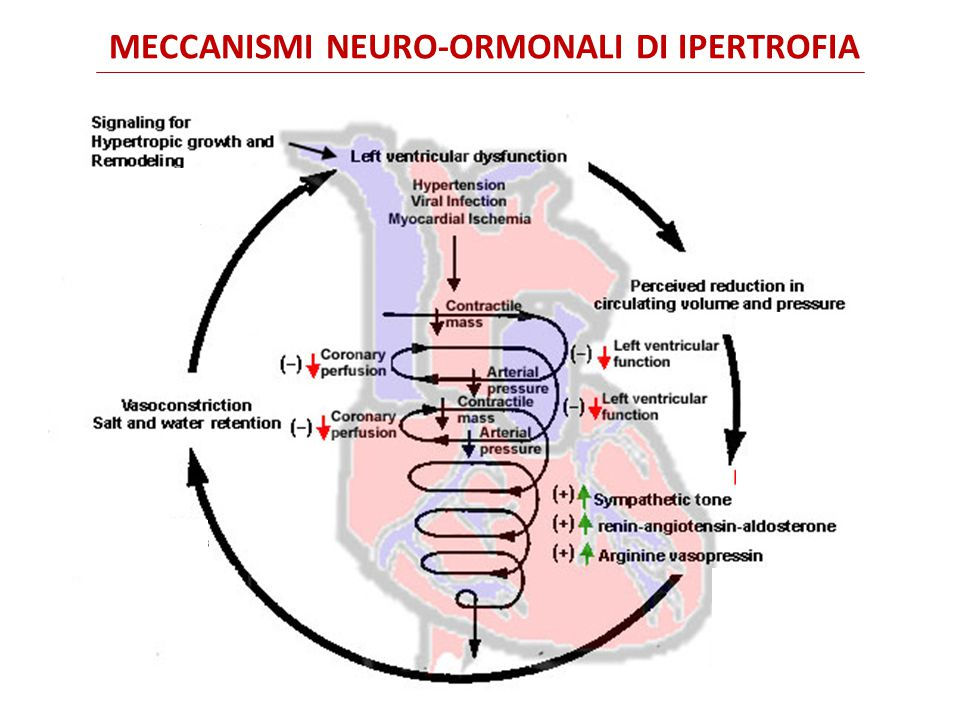 MECCANISMI NEURO-ORMONALI DI IPERTROFIA
Signaling for
Hypertropic growth and
Remodeling
Left ventricular dysfunction
Hypertension
Viral Infection
Myocardial Ischemia
Perceived reduction in
circulating volume and pressure
Contractile
mass
(–) Coronary
perfusion
(–) Left ventricular
function
Arterial
pressure
Vasoconstriction
Salt and water retention
Contractile
mass
(–) Left ventricular
function
(–) Coronary
perfusion
Arterial
pressure
(+) Sympathetic tone
(+) renin-angiotensin-aldosterone
(+) Arginine vasopressin